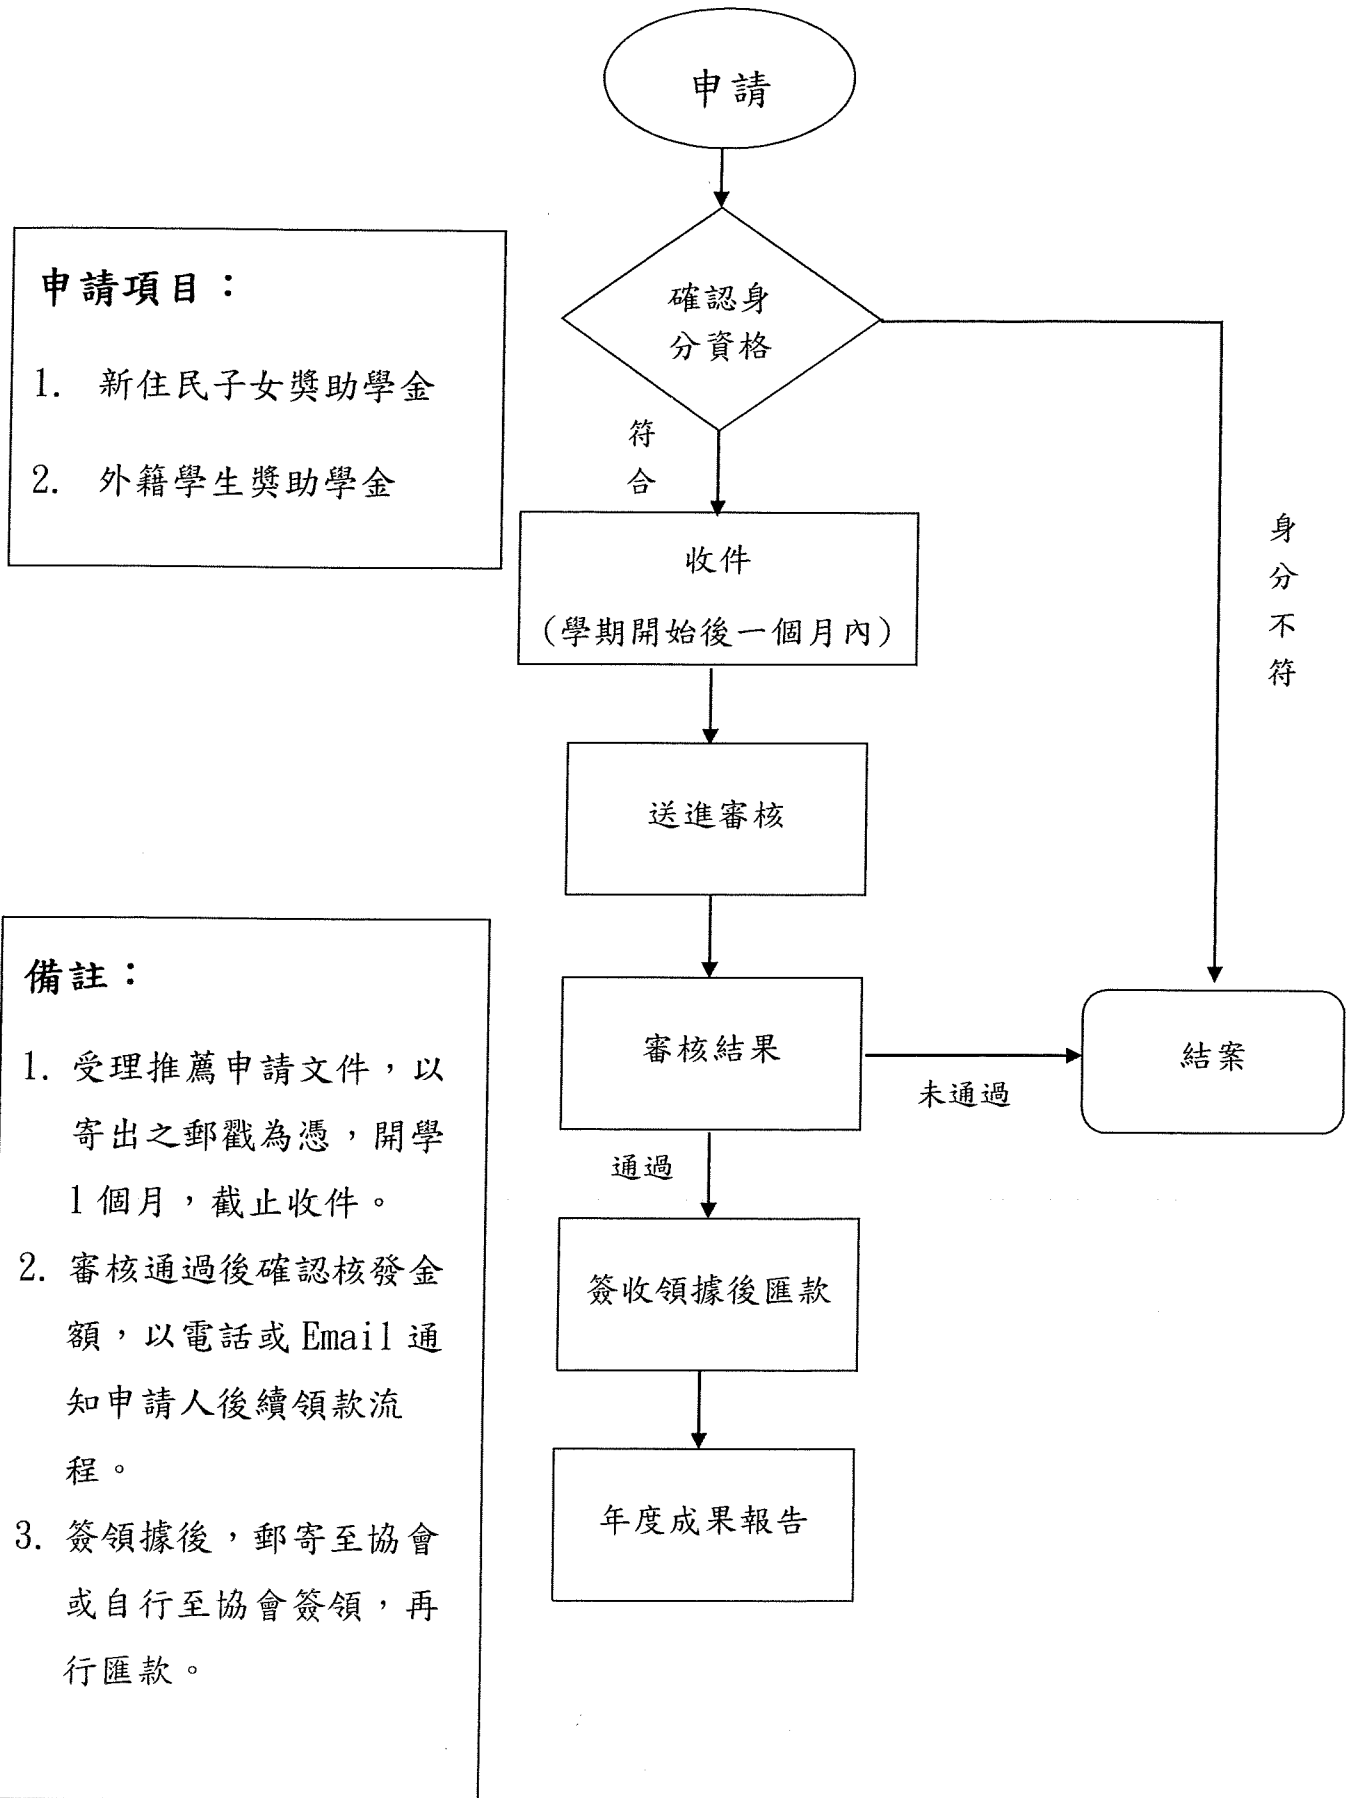 申請
確認身
分資格
申請項目：
1. 新住民子女獎助學金
2. 外籍學生獎助學金
符
合
收件
(學期開始後一個月內)
身
分
不
符
送進審核
審核結果
未通過
結案
通過
簽收領據後匯款
年度成果報告
備註：
1. 受理推薦申請文件，以
寄出之郵戳為憑，開學
1 個月，截止收件。
2. 審核通過後確認核發金
額，以電話或 Email 通
知申請人後續領款流
程。
3. 簽領據後，郵寄至協會
或自行至協會簽領，再
行匯款。